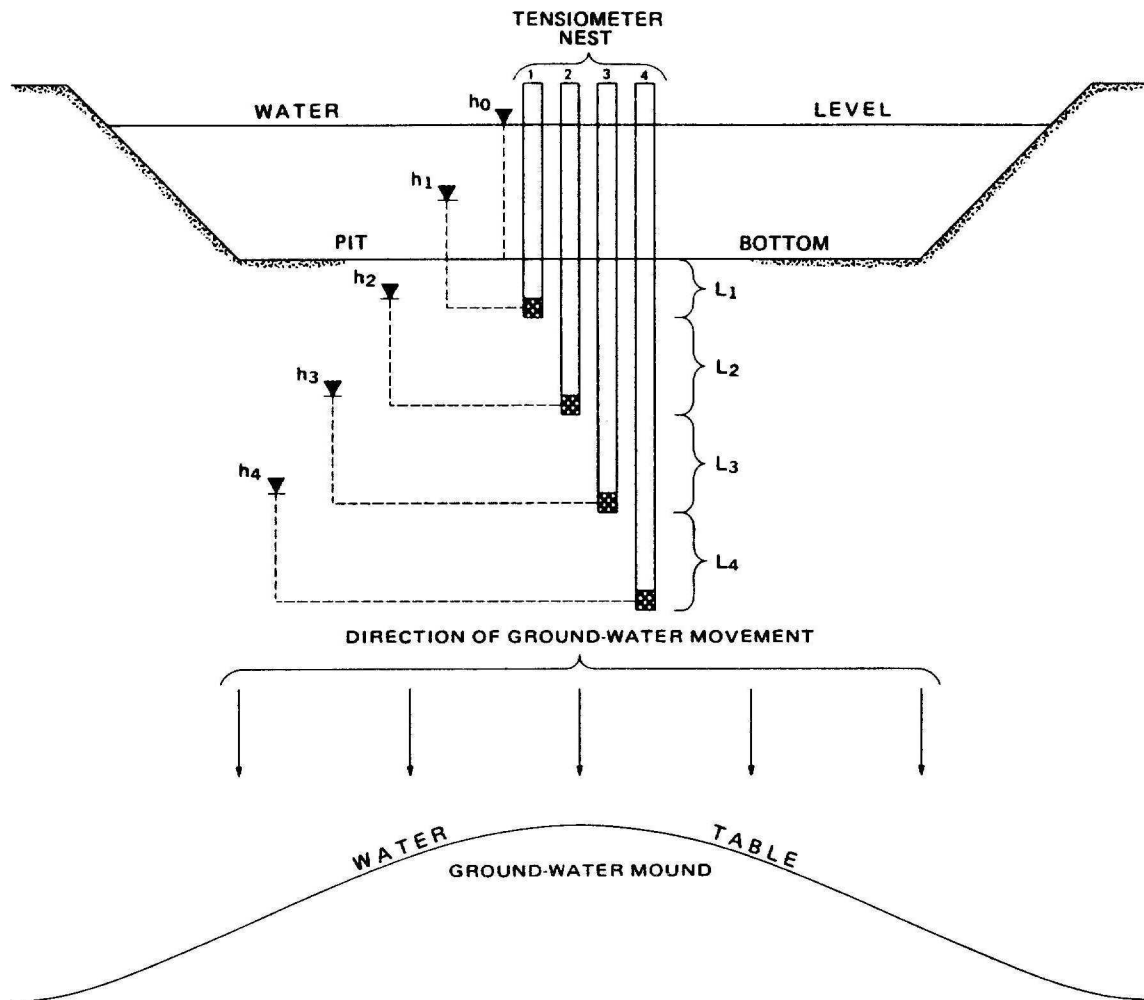 TENSIOMETER
NEST
1 2 3 4
h0
WATER LEVEL
h1
PIT BOTTOM
h2
L1
L2
h3
L3
h4
L4
DIRECTION OF GROUND-WATER MOVEMENT
WATER TABLE
GROUND-WATER MOUND